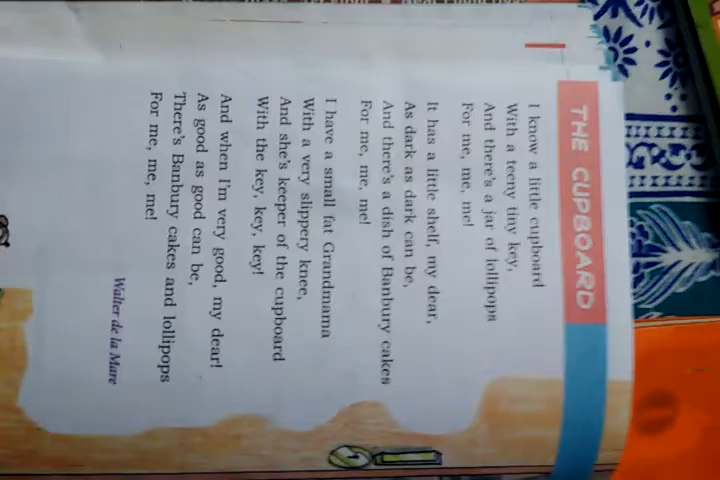 THE CUPBOARD
I know a little cupboard
With a teeny tiny key,
And there's a jar of lollipops
For me, me, me!
It has a little shelf, my dear,
As dark as dark can be,
And there's a dish of Banbury cakes
For me, me, me!
I have a small fat Grandmama
With a very slippery knee,
And she's keeper of the cupboard
With the key, key, key!
And when I'm very good, my dear!
As good as good can be,
There's Banbury cakes and lollipops
For me, me, me!
Walter de la Mare